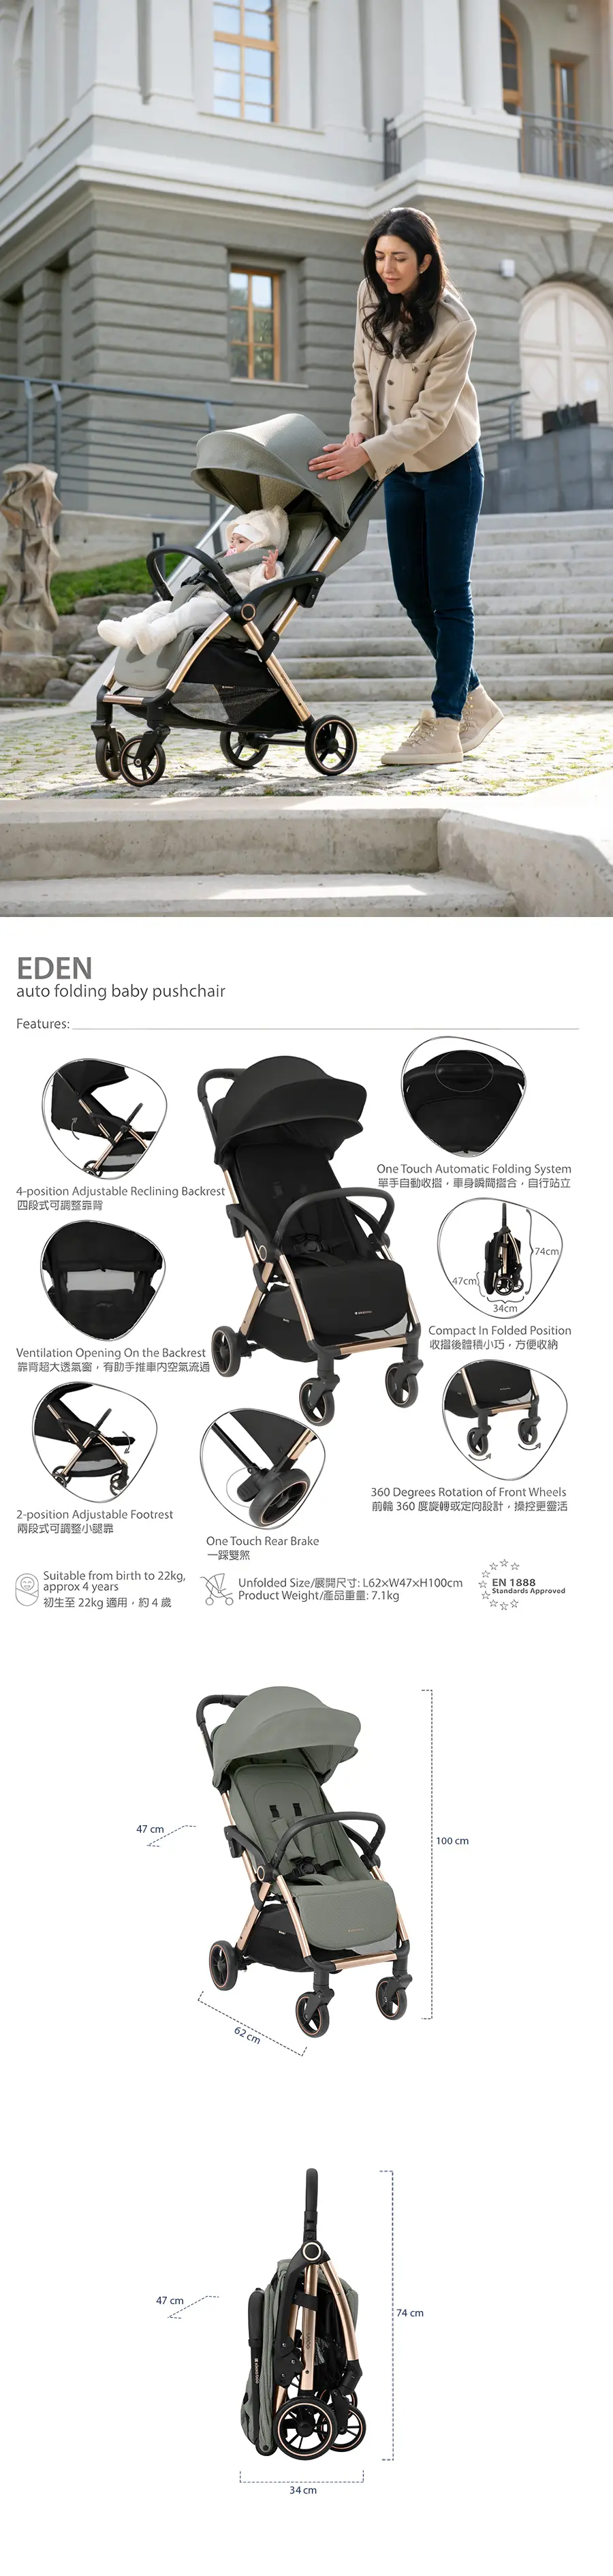 EDEN
auto folding baby pushchair
Features:
4-position Adjustable Reclining Backrest
四段式可調整靠背
One Touch Automatic Folding System
單手自動收摺，車身瞬間摺合，自行站立
Ventilation Opening On the Backrest
靠背超大透氣窗，有助手推車內空氣流通
74cm
47cm
34cm
Compact In Folded Position
收摺後體積小巧，方便收納
2-position Adjustable Footrest
兩段式可調整小腿靠
One Touch Rear Brake
一踩雙煞
360 Degrees Rotation of Front Wheels
前輪 360 度旋轉或定向設計，操控更靈活
Suitable from birth to 22kg,
approx 4 years
初生至 22kg 適用，約 4 歲
Unfolded Size/展開尺寸: L62×W47×H100cm
Product Weight/產品重量: 7.1kg
EN 1888
Standards Approved
47 cm
100 cm
62 cm
47 cm
74 cm
34 cm